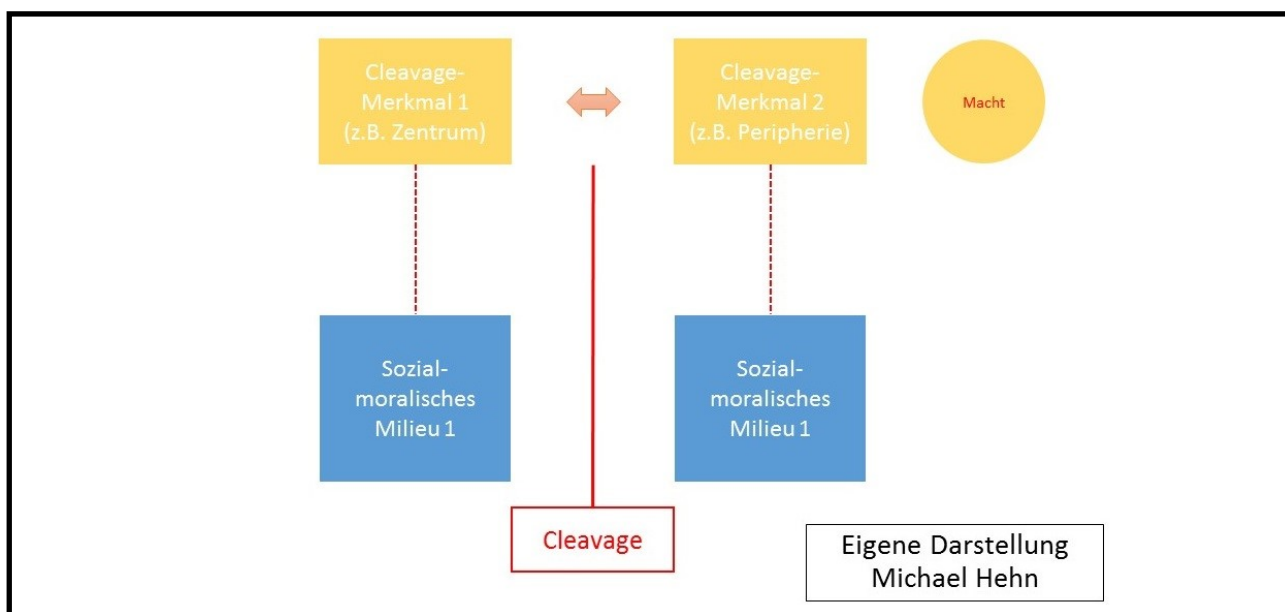 Cleavage-
Merkmal 1
(z.B. Zentrum)
Cleavage-
Merkmal 2
(z.B. Peripherie)
Macht
Sozial-
moralisches
Milieu 1
Sozial-
moralisches
Milieu 1
Cleavage
Eigene Darstellung
Michael Hehn